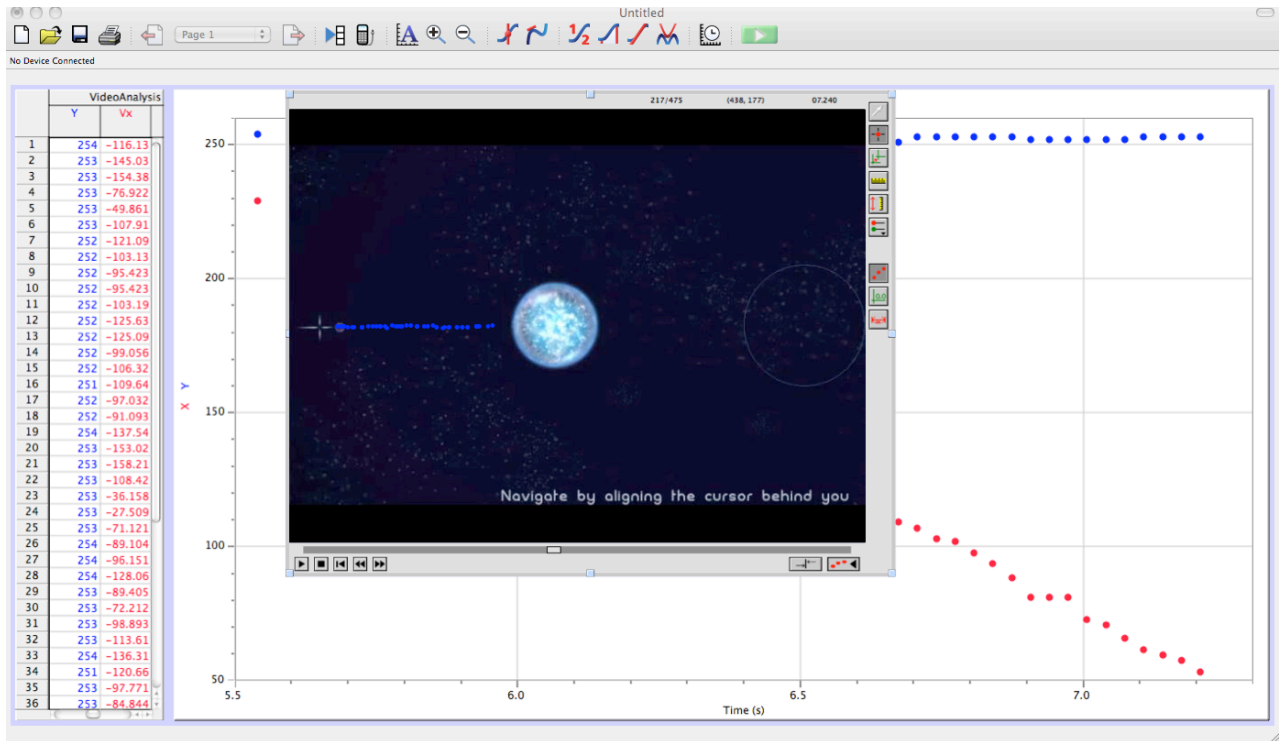 Untitled
Page 1
No Device Connected
VideoAnalysis
Y Vx
1 254 -116.13
2 253 -145.03
3 253 -154.38
4 253 -76.922
5 253 -49.861
6 253 -107.91
7 252 -121.09
8 252 -103.13
9 252 -95.423
10 252 -95.423
11 252 -103.19
12 252 -125.63
13 252 -125.09
14 252 -99.056
15 252 -106.32
16 251 -109.64
17 252 -97.032
18 252 -91.093
19 254 -137.54
20 253 -153.02
21 253 -158.21
22 253 -108.42
23 253 -36.158
24 253 -27.509
25 253 -71.121
26 254 -89.104
27 254 -96.151
28 254 -128.06
29 253 -89.405
30 253 -72.212
31 253 -98.893
32 253 -113.61
33 254 -136.31
34 251 -120.66
35 253 -97.771
36 253 -84.844
X Y
250
200
150
100
50
217/475 (438, 177) 07.240
Navigate by aligning the cursor behind you
5.5 6.0 6.5 7.0
Time (s)